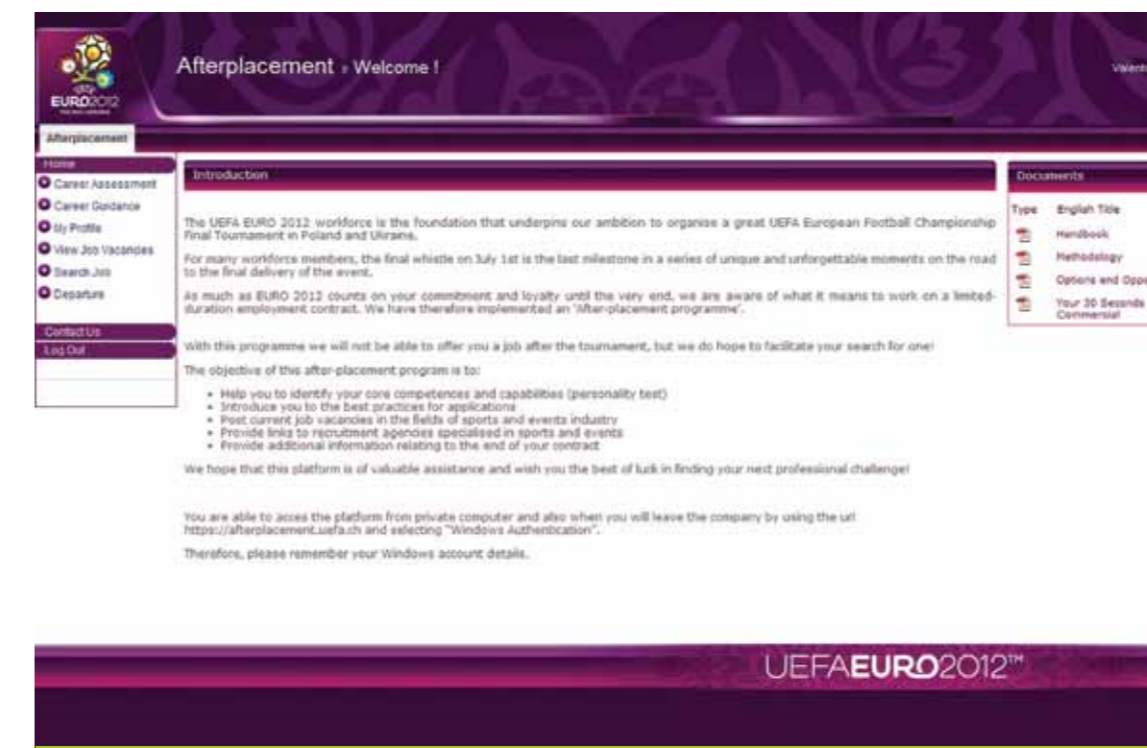 Afterplacement » Welcome !
EURO2012
Afterplacement
Home
Career Assessment
Career Guidance
My Profile
View Job Vacancies
Search Job
Departure
Contact Us
Log Out
Introduction
The UEFA EURO 2012 workforce is the foundation that underpins our ambition to organise a great UEFA European Football Championship
Final Tournament in Poland and Ukraine.
For many workforce members, the final whistle on July 1st is the last milestone in a series of unique and unforgettable moments on the road
to the final delivery of the event.
As much as EURO 2012 counts on your commitment and loyalty until the very end, we are aware of what it means to work on a limited-
duration employment contract. We have therefore implemented an 'After-placement programme'.
With this programme we will not be able to offer you a job after the tournament, but we do hope to facilitate your search for one!
The objective of this after-placement program is to:
• Help you to identify your core competences and capabilities (personality test)
• Introduce you to the best practices for applications
• Post current job vacancies in the fields of sports and events industry
• Provide links to recruitment agencies specialised in sports and events
• Provide additional information relating to the end of your contract
We hope that this platform is of valuable assistance and wish you the best of luck in finding your next professional challenge!
You are able to acces the platform from private computer and also when you will leave the company by using the url
https://afterplacement.uefa.ch and selecting "Windows Authentication".
Therefore, please remember your Windows account details.
Documents
Type English Title
Handbook
Methodology
Options and
Your 30 Seconds
Commercial
UEFAEURO2012™